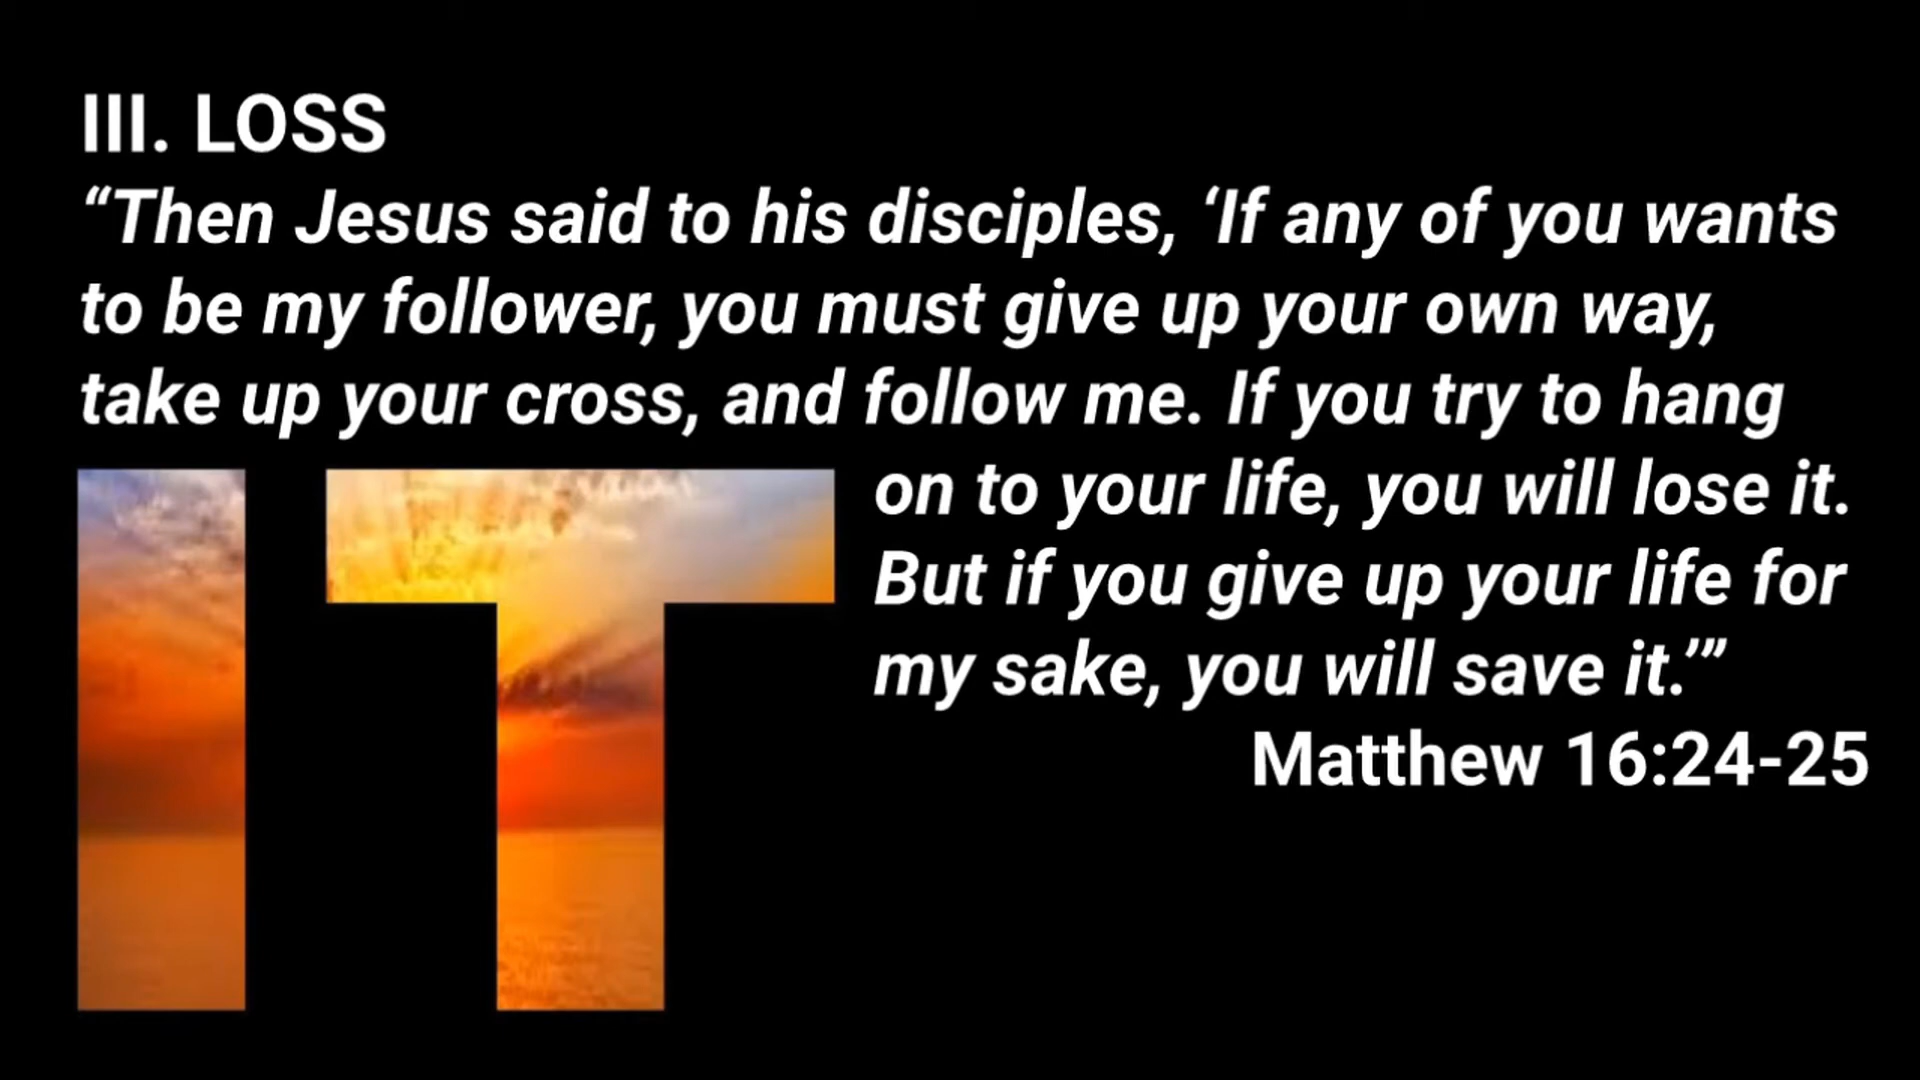 III. LOSS
“Then Jesus said to his disciples, ‘If any of you wants
to be my follower, you must give up your own way,
take up your cross, and follow me. If you try to hang
on to your life, you will lose it.
But if you give up your life for
my sake, you will save it.’”
Matthew 16:24-25
IT